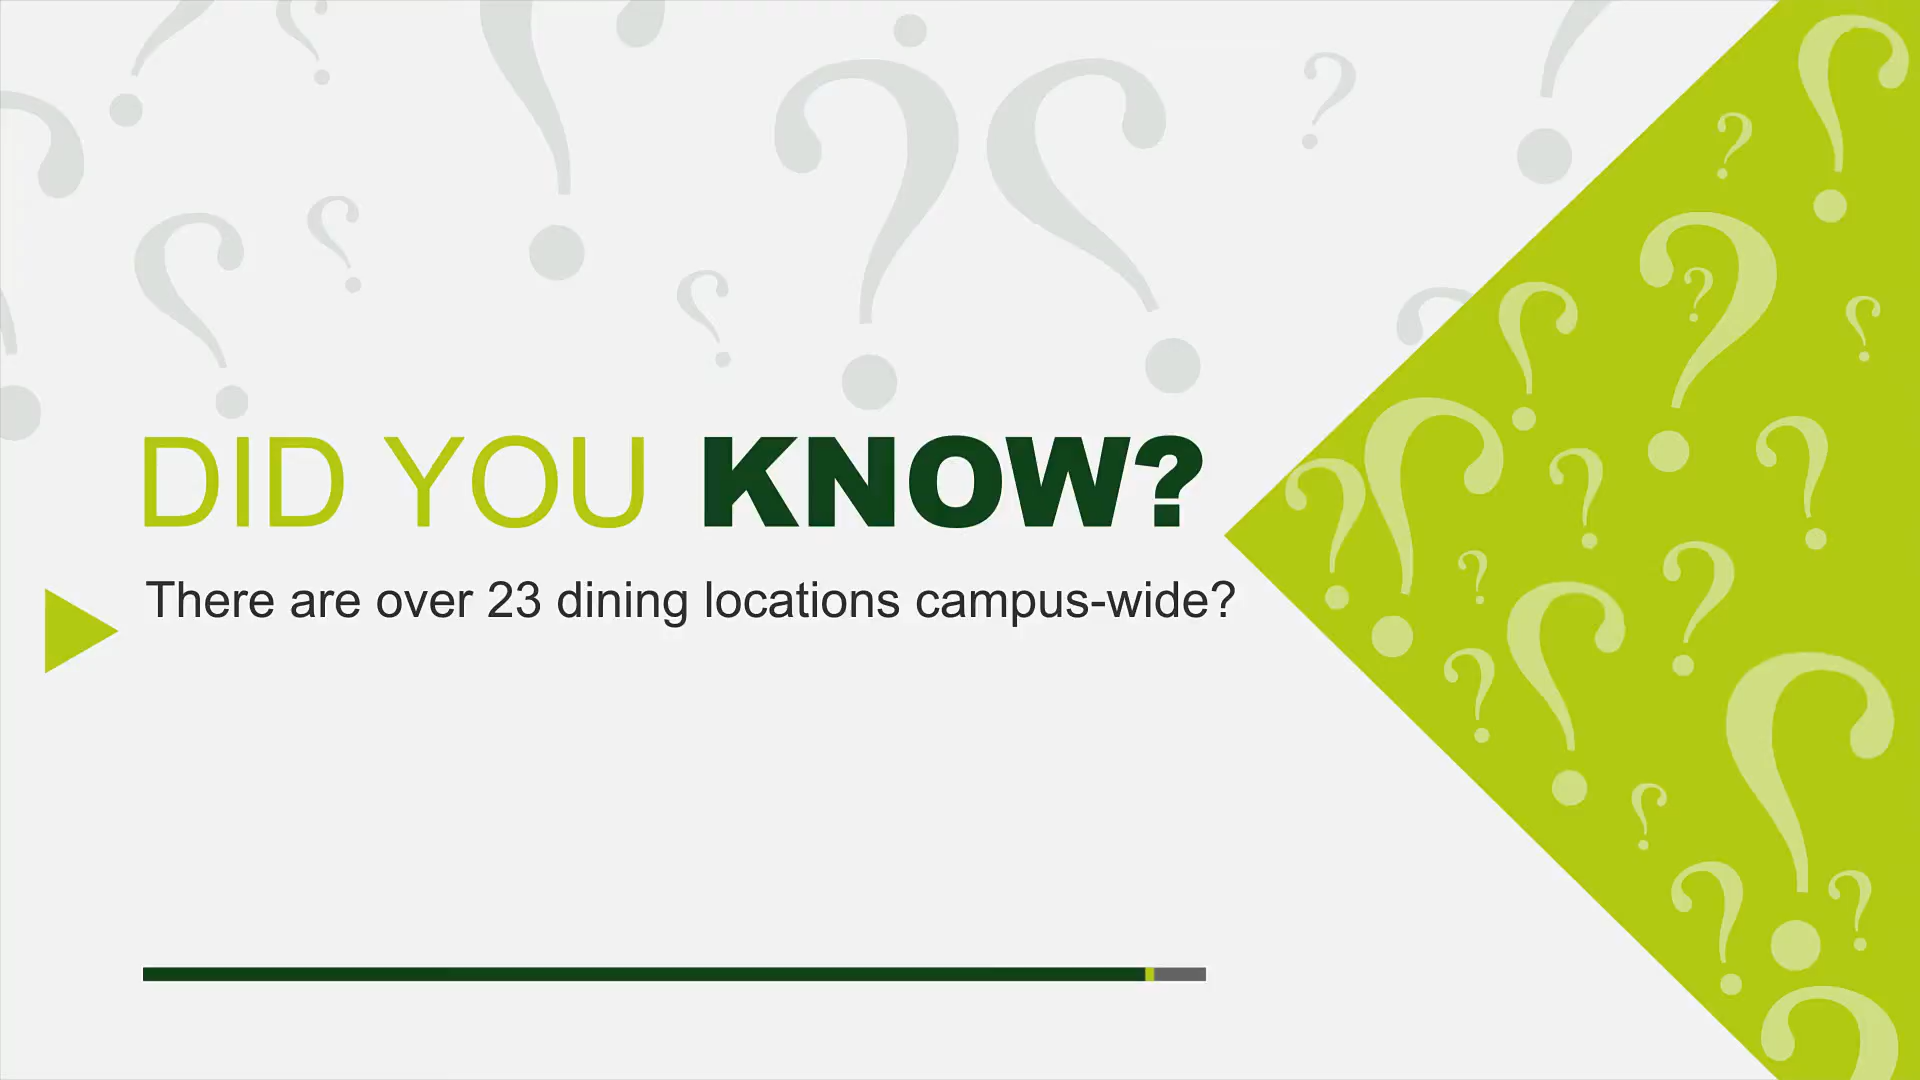 DID YOU KNOW?
There are over 23 dining locations campus-wide?